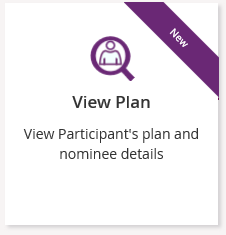 New
View Plan
View Participant's plan and
nominee details